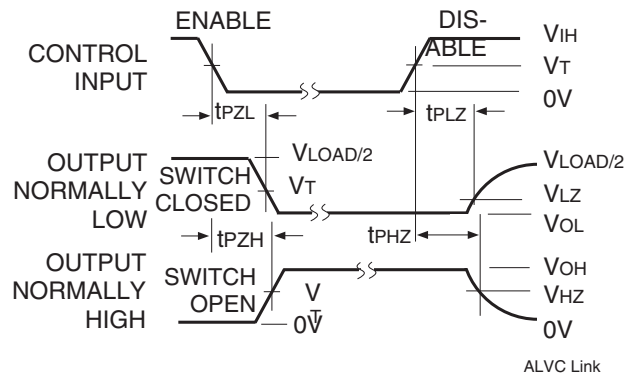 ENABLE
DIS-
ABLE
CONTROL
INPUT
VIH
VT
0V
tPZL
tPLZ
OUTPUT
NORMALLY
LOW
SWITCH
CLOSED
VLOAD/2
VT
VLOAD/2
VLZ
VOL
tPZH
tPHZ
OUTPUT
NORMALLY
HIGH
SWITCH
OPEN
VT
0V
VOH
VHZ
0V
ALVC Link